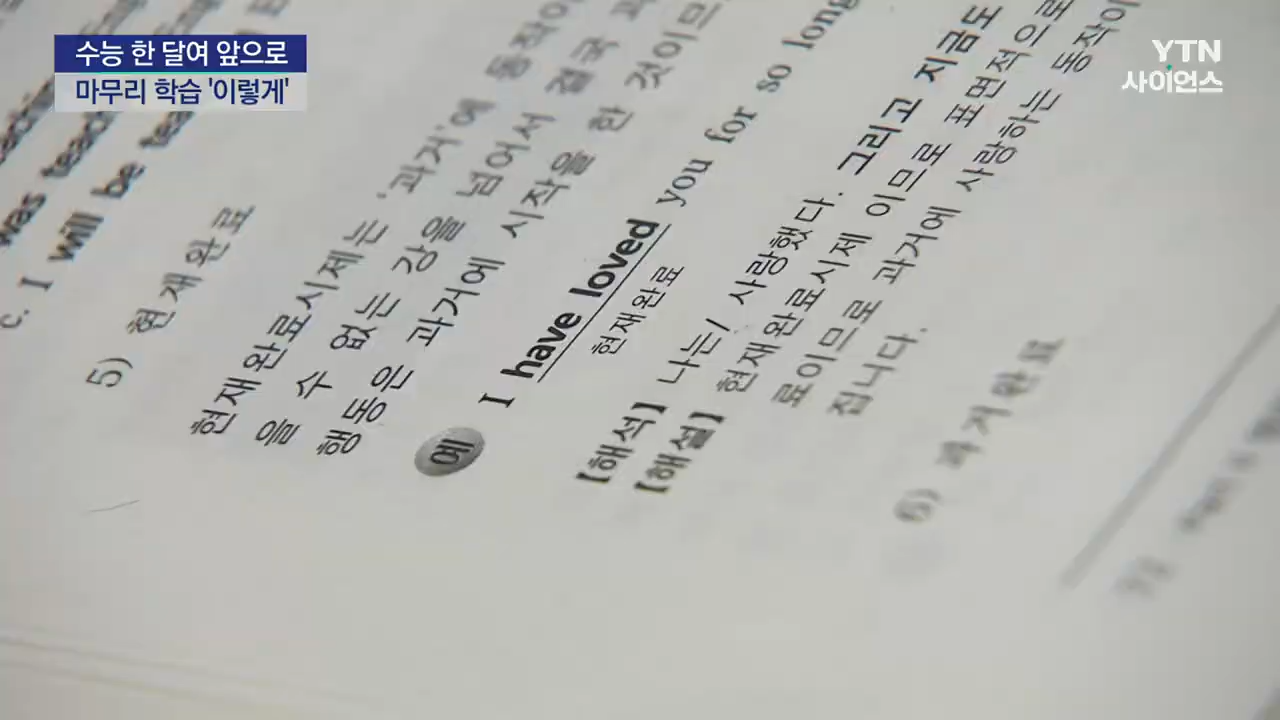 수능 한 달여 앞으로
마무리 학습 '이렇게'
YTN
사이언스
was teach
c. I will be tea
5) 현재완료
현재완료시제는 '과거'에 동작이
을 수 없는 강을 넘어서 결국 과
행동은 과거에 시작을 한 것이므
예 I have loved you for so long
현재완료
【해석】 나는/ 사랑했다. 그리고 지금도
【해설】 현재완료시제 이므로 표면적으로
료이므로 과거에 사랑하는 동작이
집니다.
6) 과거완료